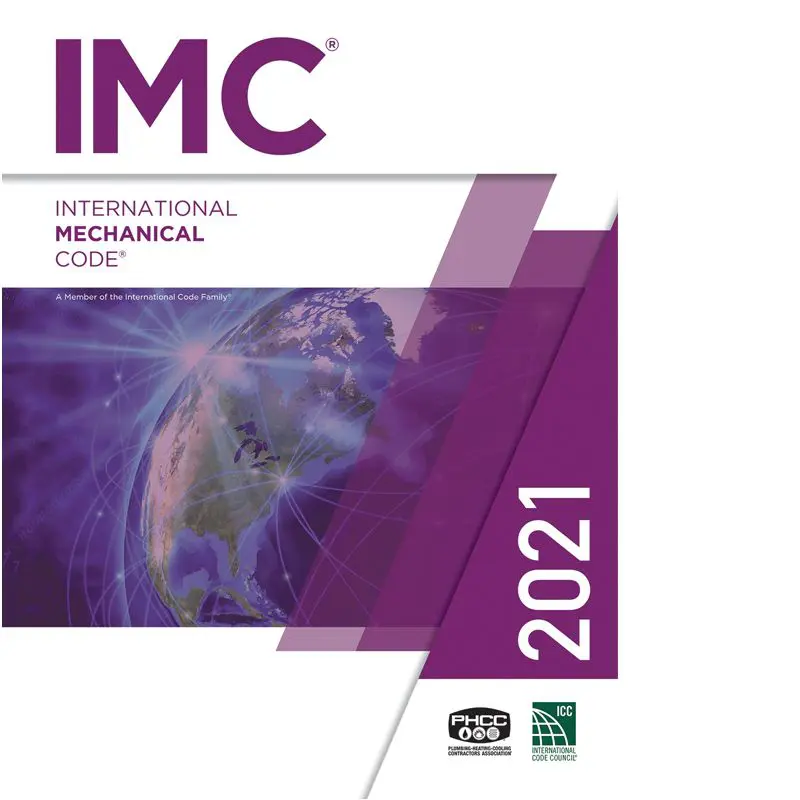 IMC®
INTERNATIONAL
MECHANICAL
CODE®
A Member of the International Code Family®
2021
PHCC
PLUMBING-HEATING-COOLING
CONTRACTORS ASSOCIATION
ICC
INTERNATIONAL
CODE COUNCIL®